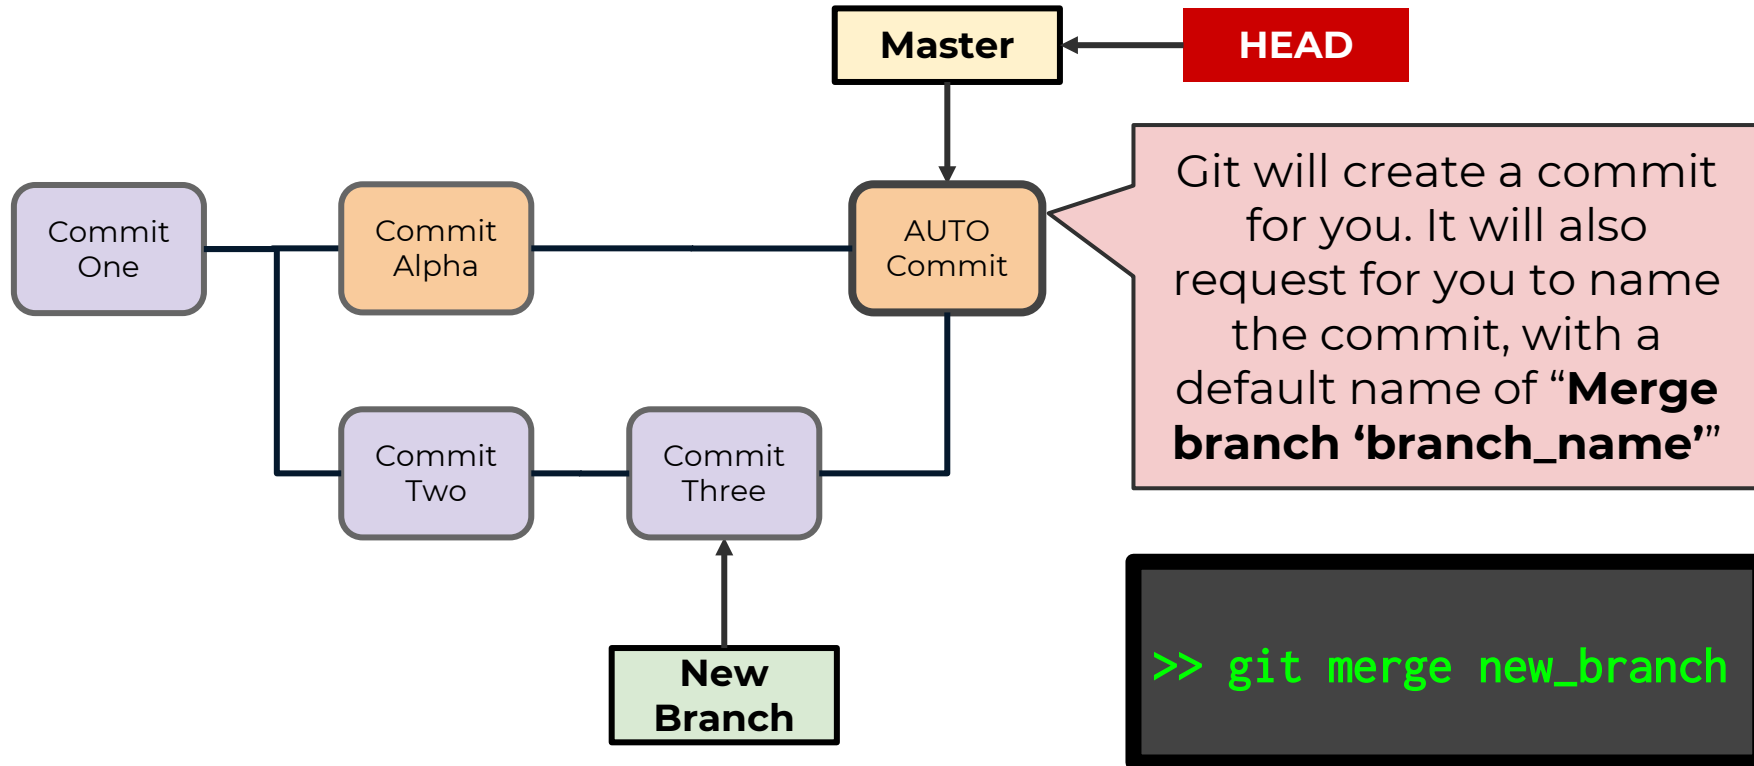 Master
HEAD
Commit
One
Commit
Alpha
AUTO
Commit
Git will create a commit
for you. It will also
request for you to name
the commit, with a
default name of “Merge
branch ‘branch_name’”
Commit
Two
Commit
Three
New
Branch
>> git merge new_branch